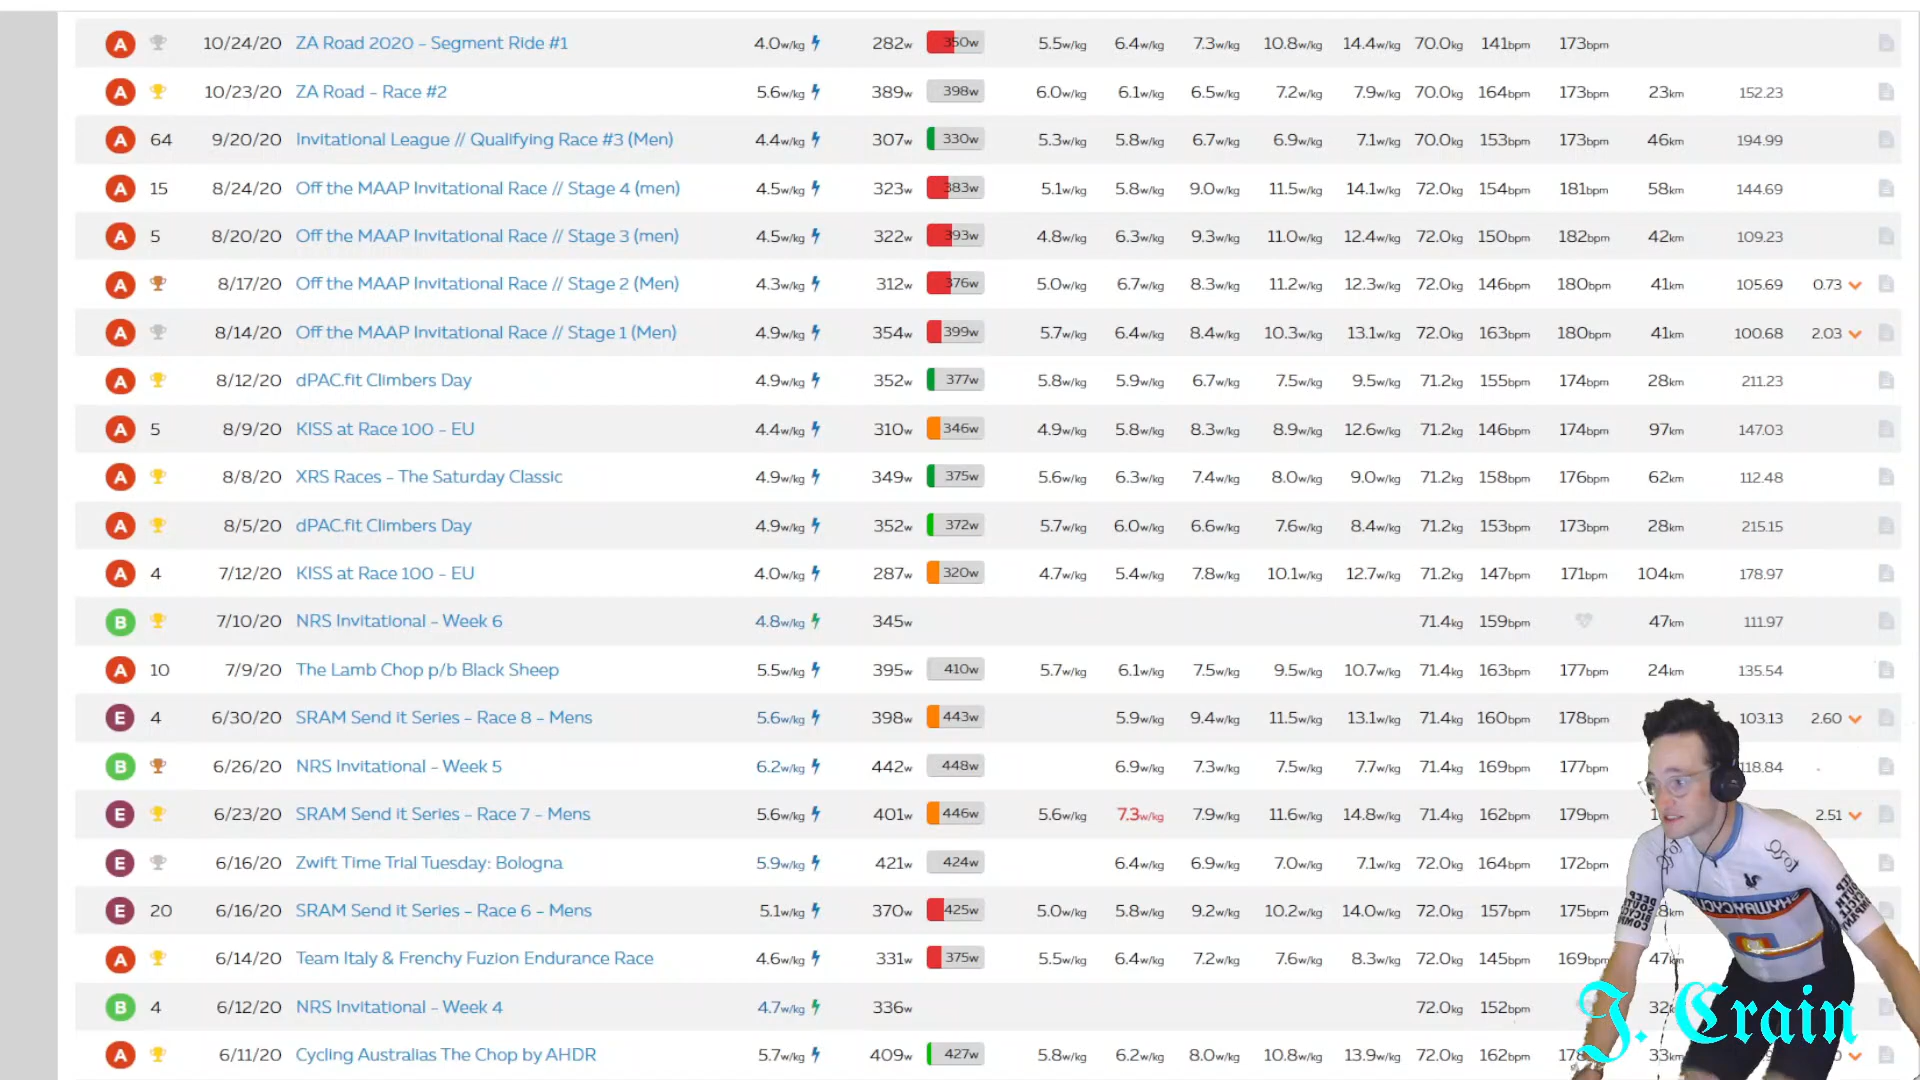 A 10/24/20 ZA Road 2020 - Segment Ride #1 4.0w/kg 282w 350w 5.5w/kg 6.4w/kg 7.3w/kg 10.8w/kg 14.4w/kg 70.0kg 141bpm 173bpm
A 10/23/20 ZA Road - Race #2 5.6w/kg 389w 398w 6.0w/kg 6.1w/kg 6.5w/kg 7.2w/kg 7.9w/kg 70.0kg 164bpm 173bpm 23km 152.23
A 64 9/20/20 Invitational League // Qualifying Race #3 (Men) 4.4w/kg 307w 330w 5.3w/kg 5.8w/kg 6.7w/kg 6.9w/kg 7.1w/kg 70.0kg 153bpm 173bpm 46km 194.99
A 15 8/24/20 Off the MAAP Invitational Race // Stage 4 (men) 4.5w/kg 323w 383w 5.1w/kg 5.8w/kg 9.0w/kg 11.5w/kg 14.1w/kg 72.0kg 154bpm 181bpm 58km 144.69
A 5 8/20/20 Off the MAAP Invitational Race // Stage 3 (men) 4.5w/kg 322w 393w 4.8w/kg 6.3w/kg 9.3w/kg 11.0w/kg 12.4w/kg 72.0kg 150bpm 182bpm 42km 109.23
A 8/17/20 Off the MAAP Invitational Race // Stage 2 (Men) 4.3w/kg 312w 376w 5.0w/kg 6.7w/kg 8.3w/kg 11.2w/kg 12.3w/kg 72.0kg 146bpm 180bpm 41km 105.69 0.73
A 8/14/20 Off the MAAP Invitational Race // Stage 1 (Men) 4.9w/kg 354w 399w 5.7w/kg 6.4w/kg 8.4w/kg 10.3w/kg 13.1w/kg 72.0kg 163bpm 180bpm 41km 100.68 2.03
A 8/12/20 dPAC.fit Climbers Day 4.9w/kg 352w 377w 5.8w/kg 5.9w/kg 6.7w/kg 7.5w/kg 9.5w/kg 71.2kg 155bpm 174bpm 28km 211.23
A 5 8/9/20 KISS at Race 100 - EU 4.4w/kg 310w 346w 4.9w/kg 5.8w/kg 8.3w/kg 8.9w/kg 12.6w/kg 71.2kg 146bpm 174bpm 97km 147.03
A 8/8/20 XRS Races - The Saturday Classic 4.9w/kg 349w 375w 5.6w/kg 6.3w/kg 7.4w/kg 8.0w/kg 9.0w/kg 71.2kg 158bpm 176bpm 62km 112.48
A 8/5/20 dPAC.fit Climbers Day 4.9w/kg 352w 372w 5.7w/kg 6.0w/kg 6.6w/kg 7.6w/kg 8.4w/kg 71.2kg 153bpm 173bpm 28km 215.15
A 4 7/12/20 KISS at Race 100 - EU 4.0w/kg 287w 320w 4.7w/kg 5.4w/kg 7.8w/kg 10.1w/kg 12.7w/kg 71.2kg 147bpm 171bpm 104km 178.97
B 7/10/20 NRS Invitational - Week 6 4.8w/kg 345w 71.4kg 159bpm 47km 111.97
A 10 7/9/20 The Lamb Chop p/b Black Sheep 5.5w/kg 395w 410w 5.7w/kg 6.1w/kg 7.5w/kg 9.5w/kg 10.7w/kg 71.4kg 163bpm 177bpm 24km 135.54
E 4 6/30/20 SRAM Send it Series - Race 8 - Mens 5.6w/kg 398w 443w 5.9w/kg 9.4w/kg 11.5w/kg 13.1w/kg 71.4kg 160bpm 178bpm 103.13 2.60
B 6/26/20 NRS Invitational - Week 5 6.2w/kg 442w 448w 6.9w/kg 7.3w/kg 7.5w/kg 7.7w/kg 71.4kg 169bpm 177bpm 118.84
E 6/23/20 SRAM Send it Series - Race 7 - Mens 5.6w/kg 401w 446w 5.6w/kg 7.3w/kg 7.9w/kg 11.6w/kg 14.8w/kg 71.4kg 162bpm 179bpm 2.51
E 6/16/20 Zwift Time Trial Tuesday: Bologna 5.9w/kg 421w 424w 6.4w/kg 6.9w/kg 7.0w/kg 7.1w/kg 72.0kg 164bpm 172bpm
E 20 6/16/20 SRAM Send it Series - Race 6 - Mens 5.1w/kg 370w 425w 5.0w/kg 5.8w/kg 9.2w/kg 10.2w/kg 14.0w/kg 72.0kg 157bpm 175bpm
A 6/14/20 Team Italy & Frenchy Fuzion Endurance Race 4.6w/kg 331w 375w 5.5w/kg 6.4w/kg 7.2w/kg 7.6w/kg 8.3w/kg 72.0kg 145bpm 169bpm 47km
B 4 6/12/20 NRS Invitational - Week 4 4.7w/kg 336w 72.0kg 152bpm
A 6/11/20 Cycling Australias The Chop by AHDR 5.7w/kg 409w 427w 5.8w/kg 6.2w/kg 8.0w/kg 10.8w/kg 13.9w/kg 72.0kg 162bpm 33km
J. Crain